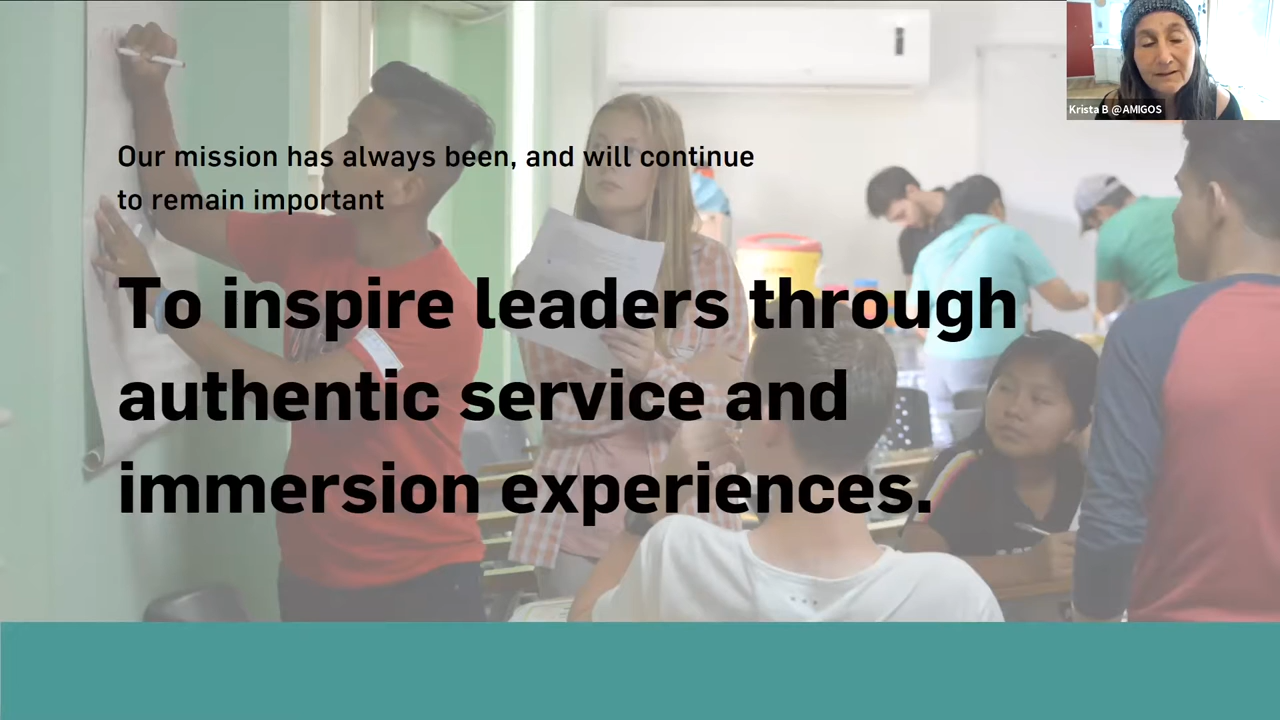 Krista B @AMIGOS
Our mission has always been, and will continue
to remain important
To inspire leaders through
authentic service and
immersion experiences.